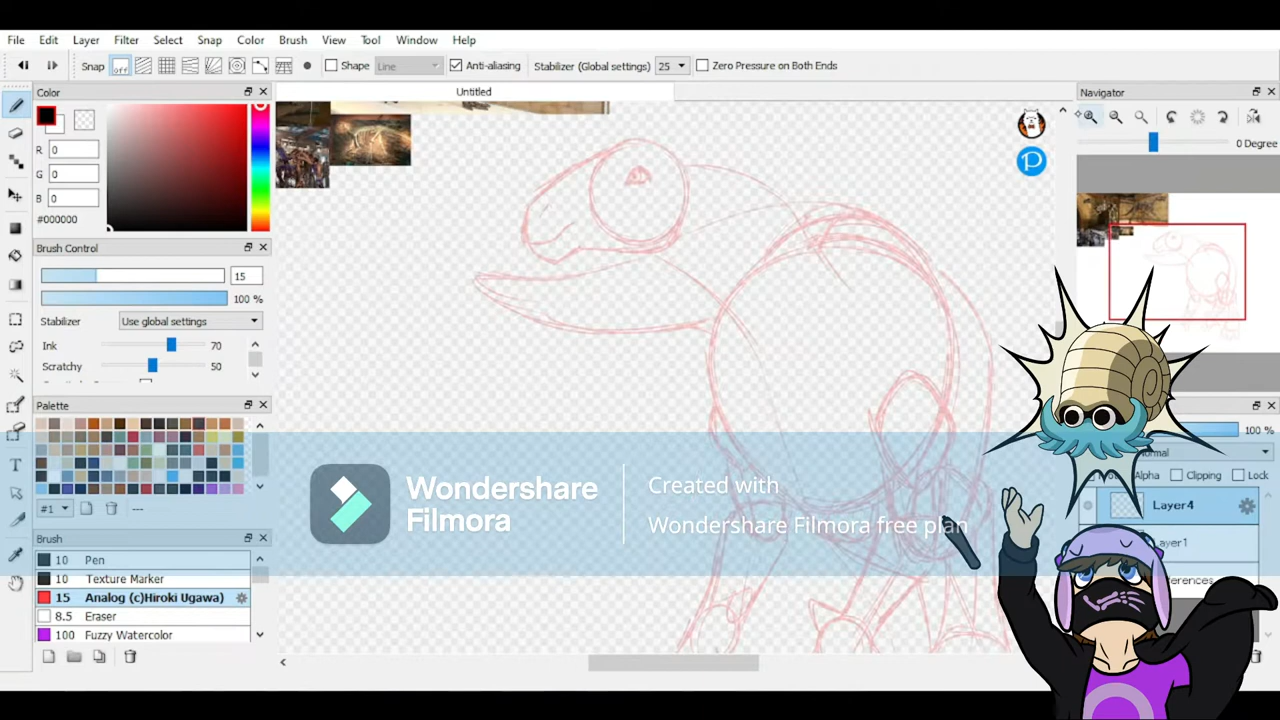 File Edit Layer Filter Select Snap Color Brush View Tool Window Help
Snap off Shape Line Anti-aliasing Stabilizer (Global settings) 25 Zero Pressure on Both Ends
Color
Untitled
Navigator
R 0
G 0
B 0
#000000
0 Degree
Brush Control
15
100 %
Stabilizer Use global settings
Ink 70
Scratchy 50
Palette
#1 ---
100 %
Clipping Lock
Layer4
Wondershare
Filmora
Created with
Wondershare Filmora free plan
Brush
10 Pen
10 Texture Marker
15 Analog (c)Hiroki Ugawa)
8.5 Eraser
100 Fuzzy Watercolor